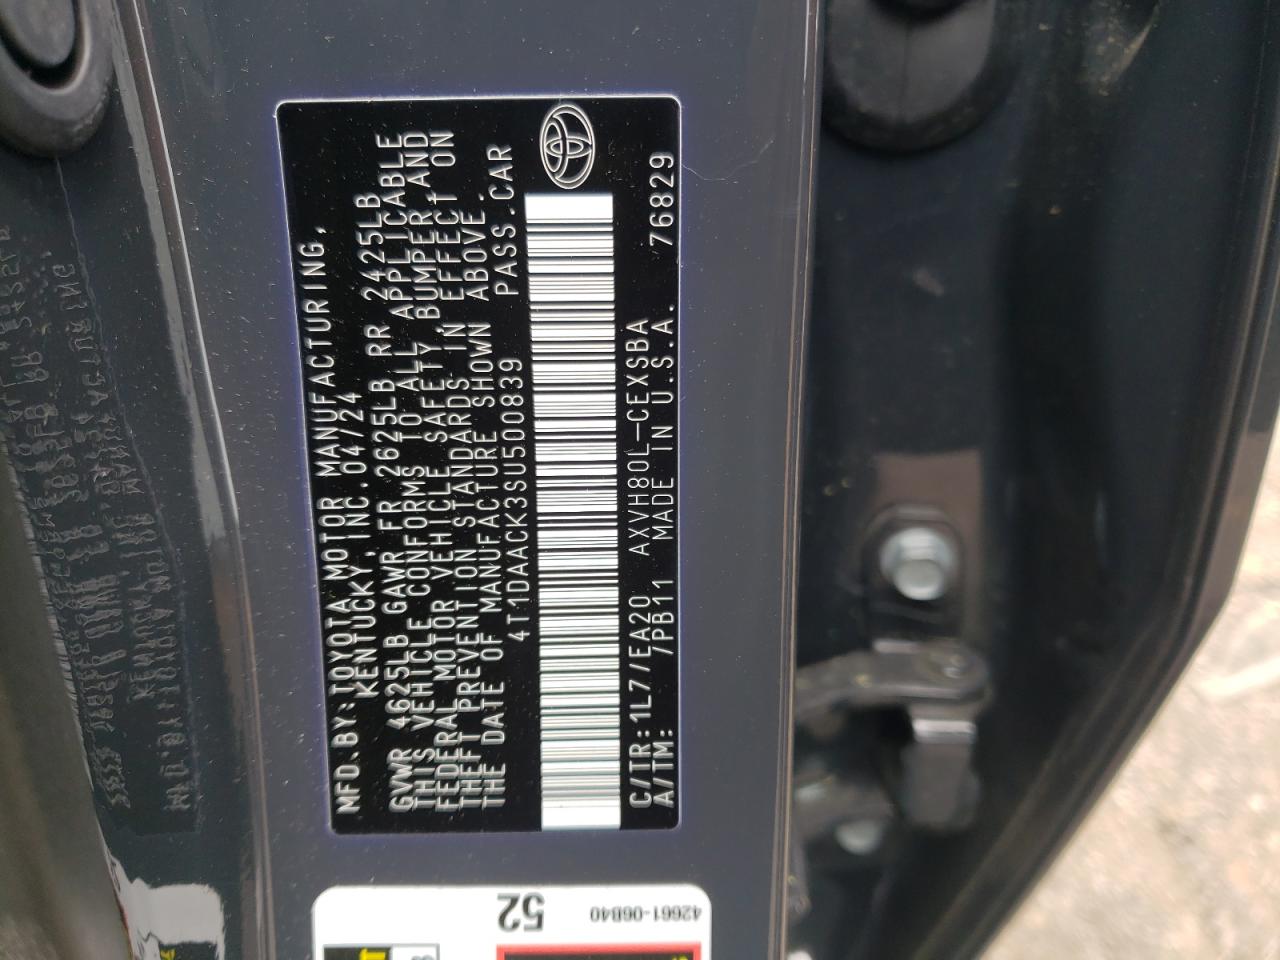 MFD.BY:TOYOTA MOTOR MANUFACTURING,
KENTUCKY, INC. 04/24
GVWR 4625LB GAWR FR 2625LB RR 2425LB
THIS VEHICLE CONFORMS TO ALL APPLICABLE
FEDERAL MOTOR VEHICLE SAFETY, BUMPER, AND
THEFT PREVENTION STANDARDS IN EFFECT ON
THE DATE OF MANUFACTURE SHOWN ABOVE.
4T1DAACK3SU500839 PASS.CAR
C/TR:1L7/EA20 AXVH80L-CEXSBA 76829
A/TM: /PB11 MADE IN U.S.A.
52
42661-06B40